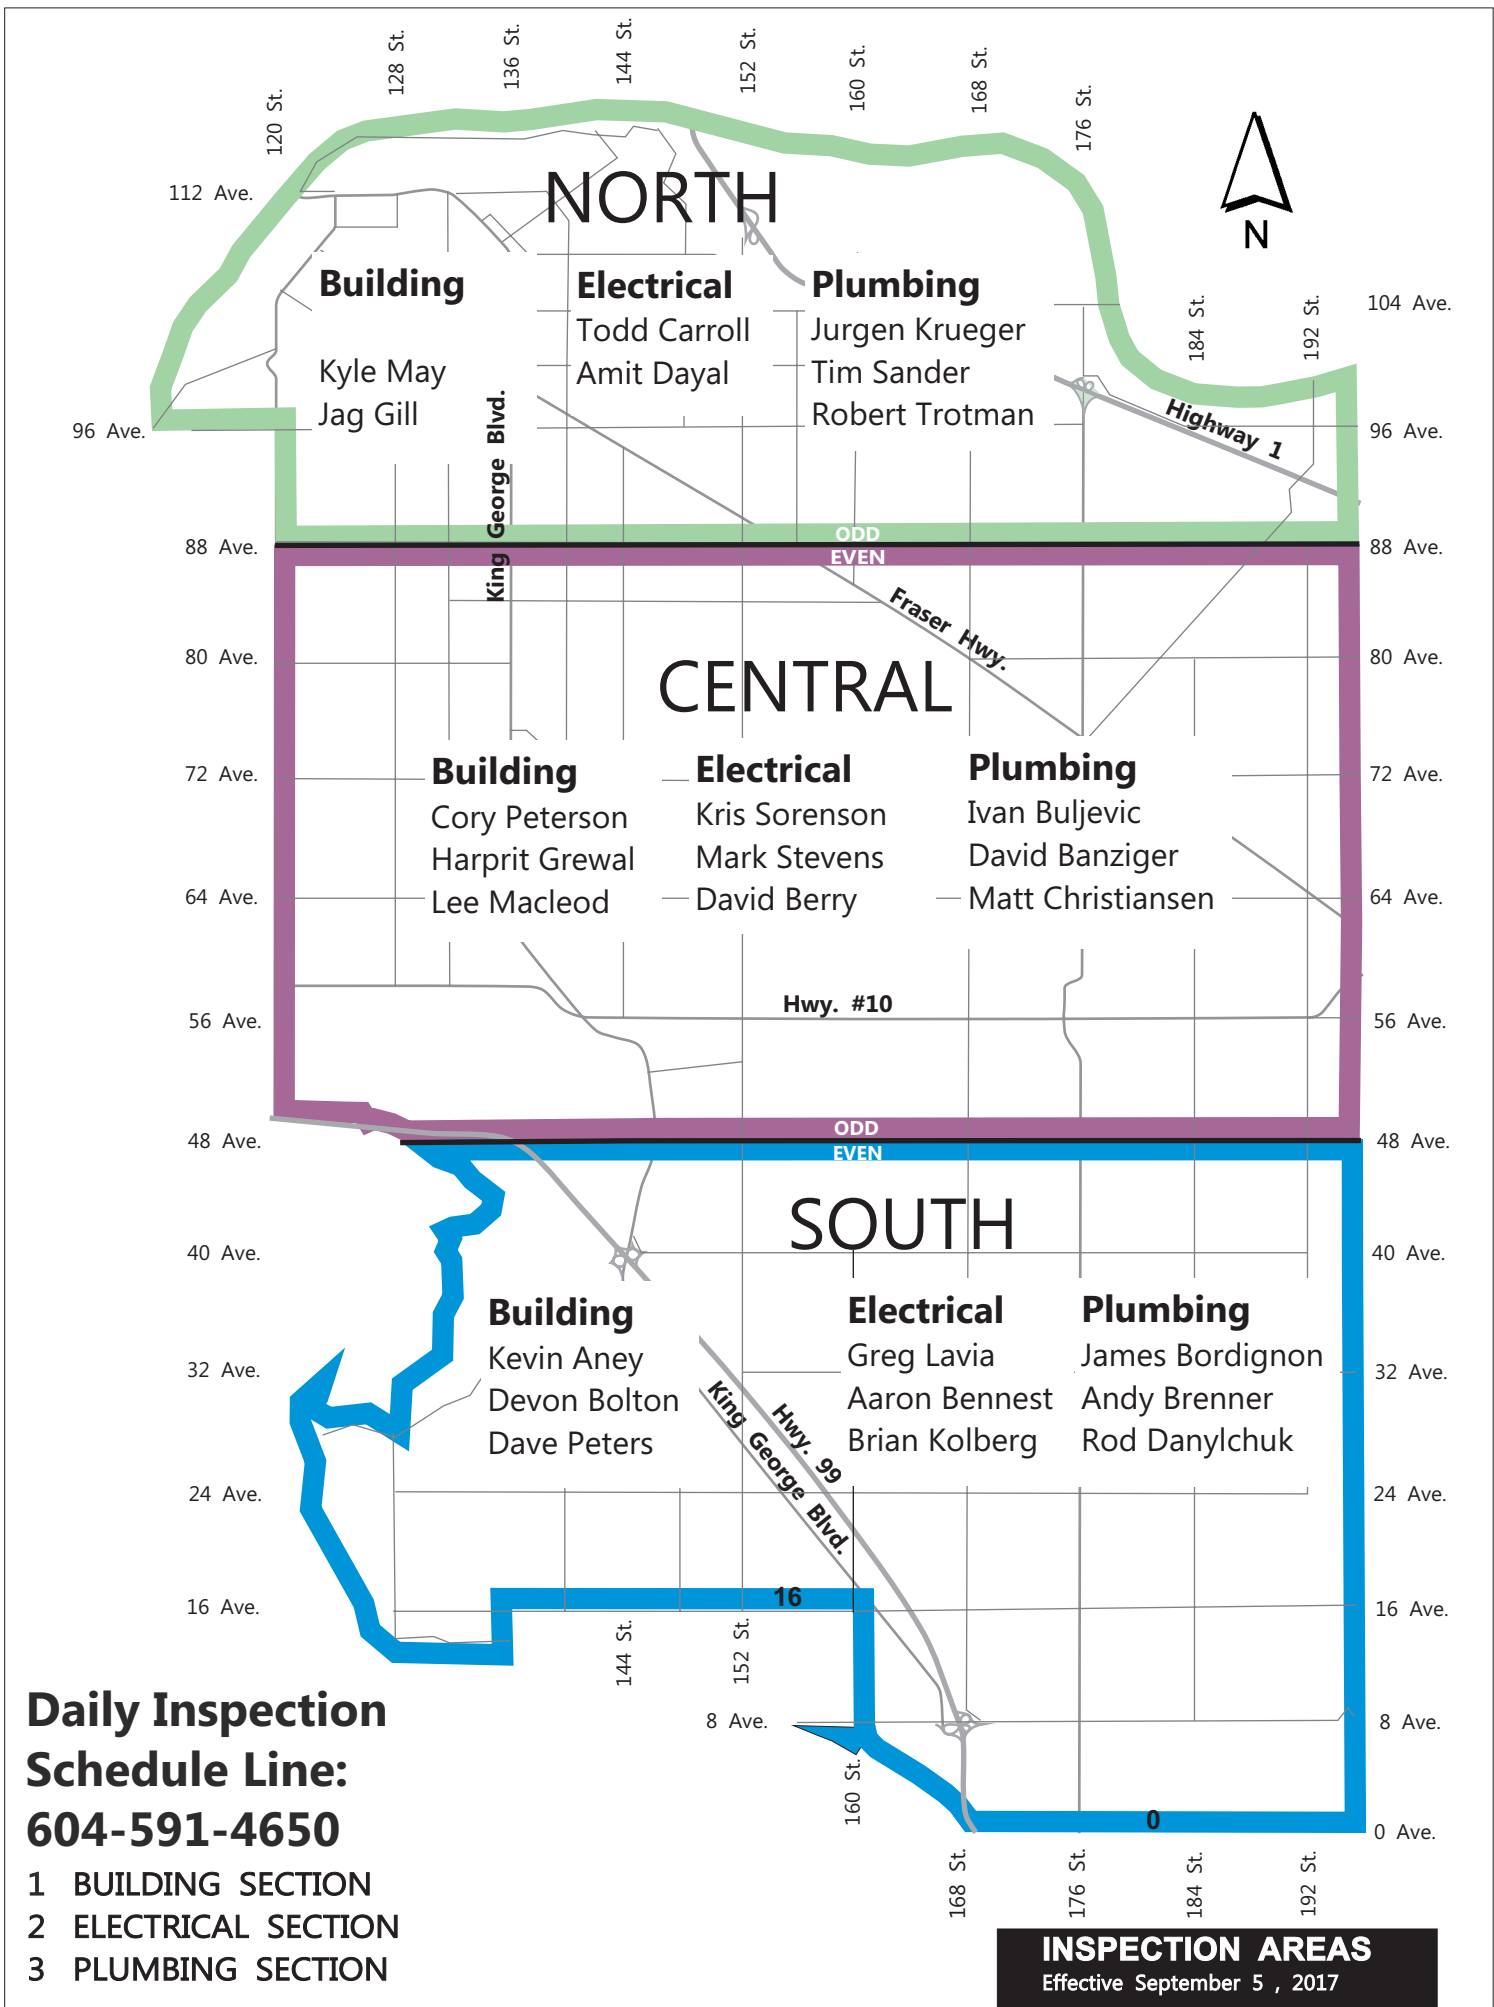 120 St.
128 St.
136 St.
144 St.
152 St.
160 St.
168 St.
176 St.
112 Ave.
NORTH
N
Building
Kyle May
Jag Gill
Electrical
Todd Carroll
Amit Dayal
Plumbing
Jurgen Krueger
Tim Sander
Robert Trotman
184 St.
192 St.
104 Ave.
King George Blvd.
Highway 1
96 Ave.
96 Ave.
ODD
88 Ave.
88 Ave.
EVEN
Fraser Hwy.
80 Ave.
80 Ave.
CENTRAL
72 Ave.
72 Ave.
Building
Cory Peterson
Harprit Grewal
Lee Macleod
Electrical
Kris Sorenson
Mark Stevens
David Berry
Plumbing
Ivan Buljevic
David Banziger
Matt Christiansen
64 Ave.
64 Ave.
Hwy. #10
56 Ave.
56 Ave.
ODD
48 Ave.
48 Ave.
EVEN
SOUTH
40 Ave.
40 Ave.
Building
Kevin Aney
Devon Bolton
Dave Peters
Electrical
Greg Lavia
Aaron Bennest
Brian Kolberg
Plumbing
James Bordignon
Andy Brenner
Rod Danylchuk
32 Ave.
32 Ave.
Hwy. 99
King George Blvd.
24 Ave.
24 Ave.
16
16 Ave.
16 Ave.
144 St.
152 St.
8 Ave.
8 Ave.
160 St.
0
0 Ave.
168 St.
176 St.
184 St.
192 St.
Daily Inspection
Schedule Line:
604-591-4650
1 BUILDING SECTION
2 ELECTRICAL SECTION
3 PLUMBING SECTION
INSPECTION AREAS
Effective September 5 , 2017